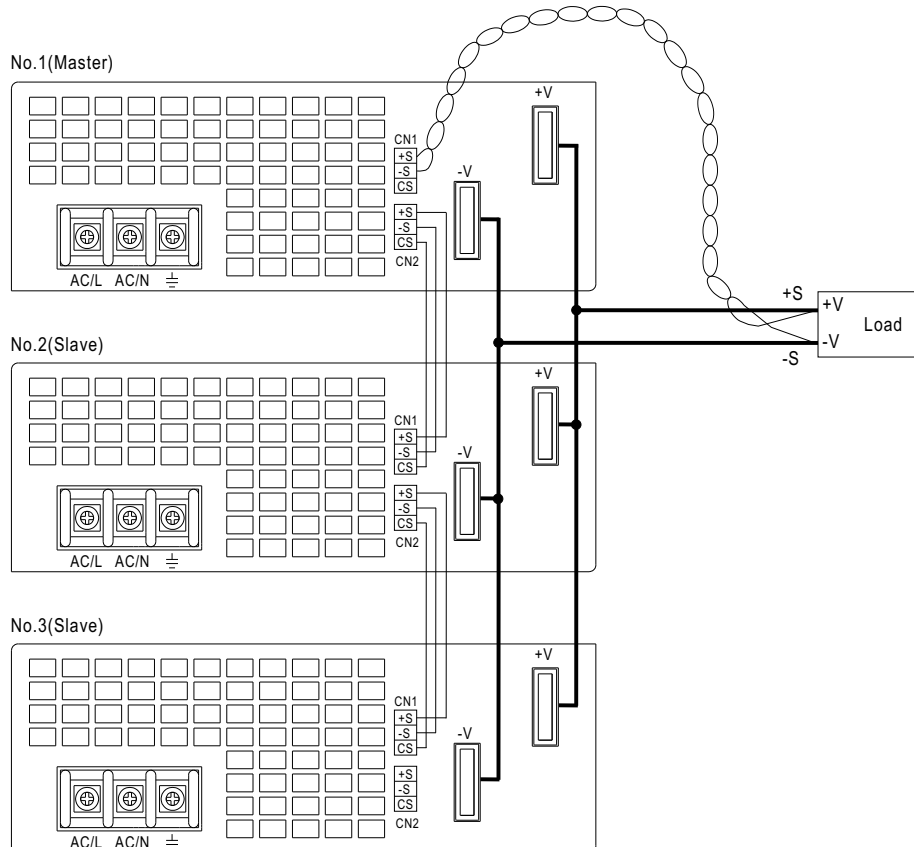 No.1(Master)
+V
CN1
+S
-S
CS
-V
+S
-S
CS
CN2
AC/L AC/N
+S
+V
Load
-V
-S
No.2(Slave)
+V
CN1
+S
-S
CS
-V
+S
-S
CS
CN2
AC/L AC/N
No.3(Slave)
+V
CN1
+S
-S
CS
-V
+S
-S
CS
CN2
AC/L AC/N